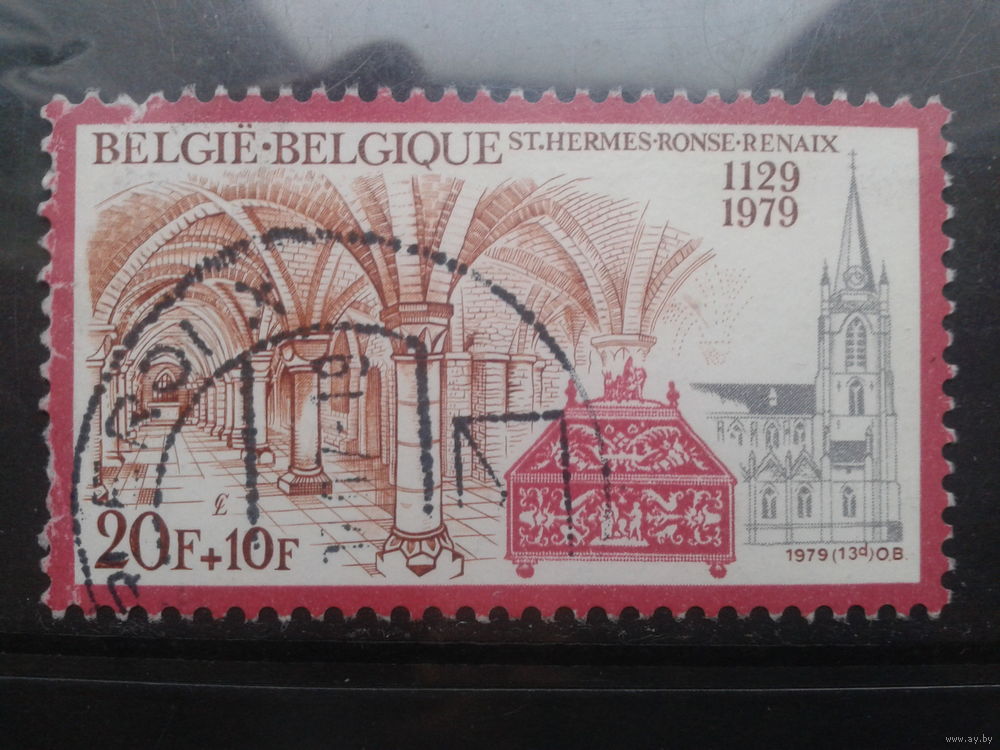 BELGIË·BELGIQUE ST.HERMES·RONSE·RENAIX
1129
1979
20F+10F
1979 (13d) O.B.
www.ay.by